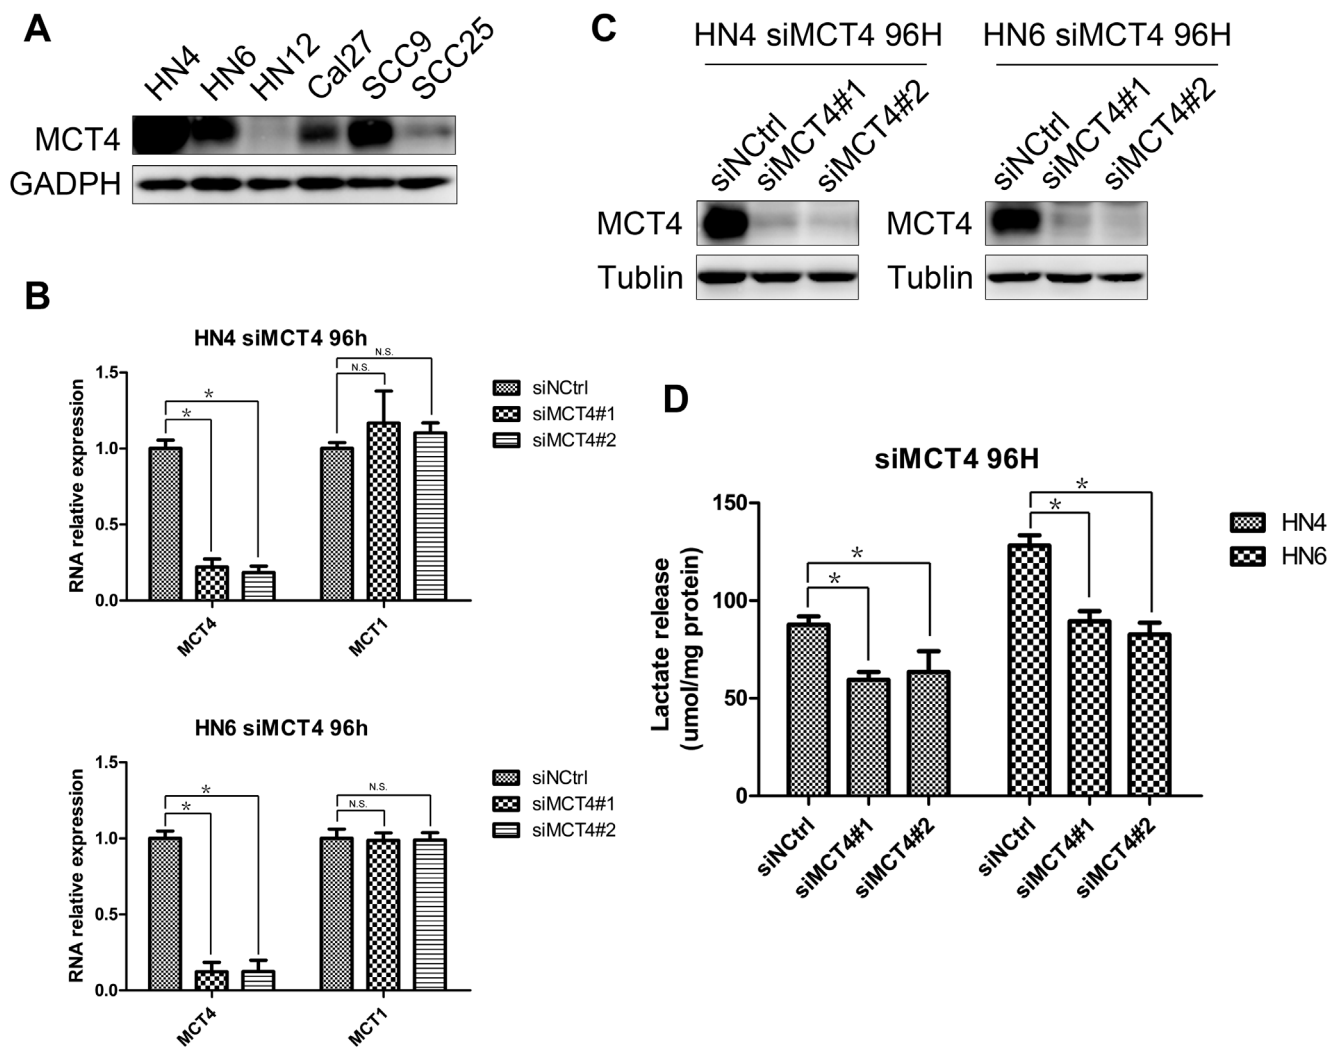 A
HN4
HN6
HN12
Cal27
SCC9
SCC25
MCT4
GADPH
B
HN4 siMCT4 96h
RNA relative expression
1.5
1.0
0.5
0.0
*
*
N.S.
N.S.
MCT4
MCT1
siNCtrl
siMCT4#1
siMCT4#2
HN6 siMCT4 96h
RNA relative expression
1.5
1.0
0.5
0.0
*
*
N.S.
N.S.
MCT4
MCT1
siNCtrl
siMCT4#1
siMCT4#2
C
HN4 siMCT4 96H
siNCtrl
siMCT4#1
siMCT4#2
MCT4
Tublin
HN6 siMCT4 96H
siNCtrl
siMCT4#1
siMCT4#2
MCT4
Tublin
D
siMCT4 96H
Lactate release
(umol/mg protein)
150
100
50
0
*
*
*
*
siNCtrl
siMCT4#1
siMCT4#2
siNCtrl
siMCT4#1
siMCT4#2
HN4
HN6